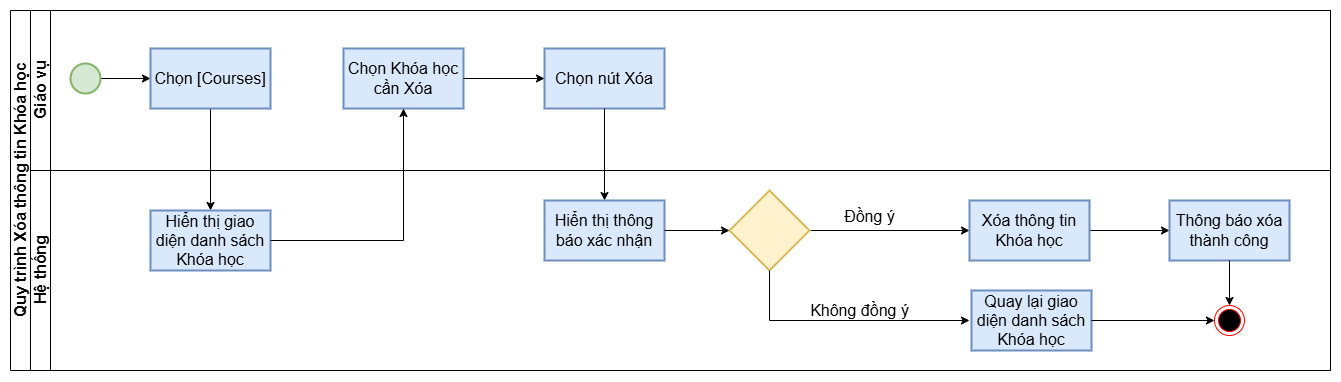 Quy trình Xóa thông tin Khóa học
Giáo vụ
Chọn [Courses]
Chọn Khóa học
cần Xóa
Chọn nút Xóa
Hệ thống
Hiển thị giao
diện danh sách
Khóa học
Hiển thị thông
báo xác nhận
Đồng ý
Xóa thông tin
Khóa học
Thông báo xóa
thành công
Không đồng ý
Quay lại giao
diện danh sách
Khóa học